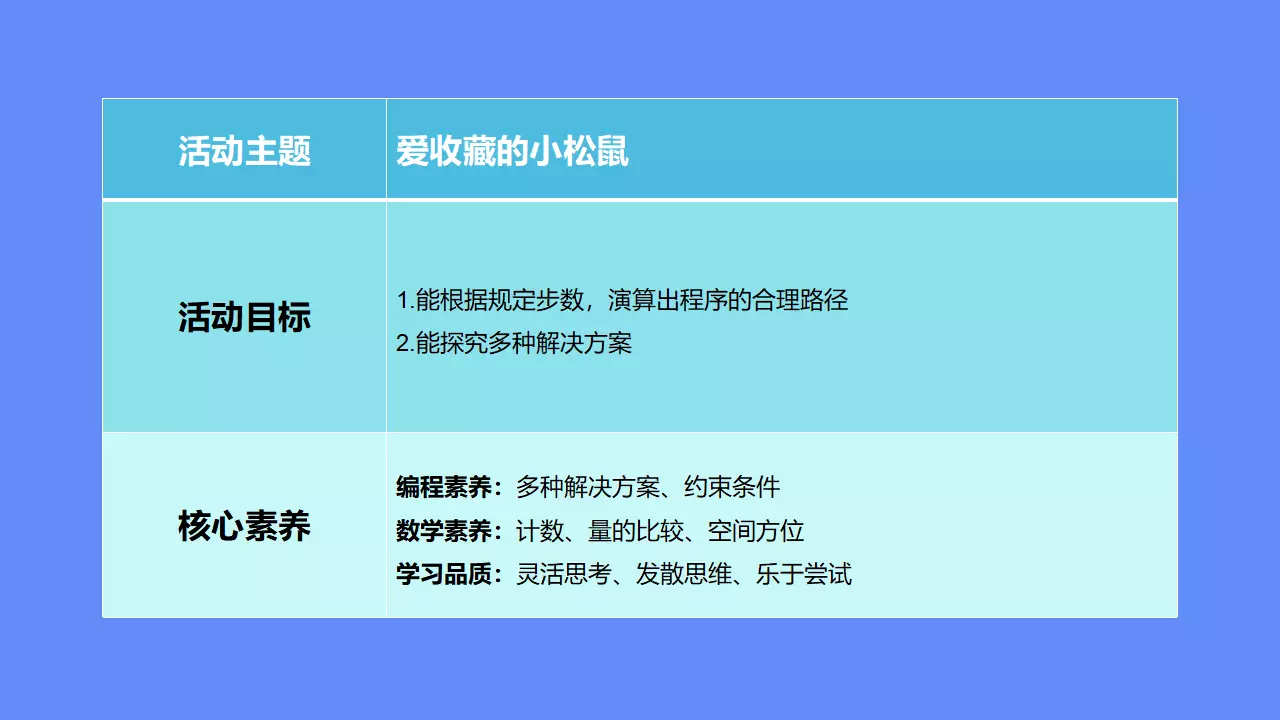 活动主题
爱收藏的小松鼠
活动目标
1.能根据规定步数，演算出程序的合理路径
2.能探究多种解决方案
核心素养
编程素养：多种解决方案、约束条件
数学素养：计数、量的比较、空间方位
学习品质：灵活思考、发散思维、乐于尝试